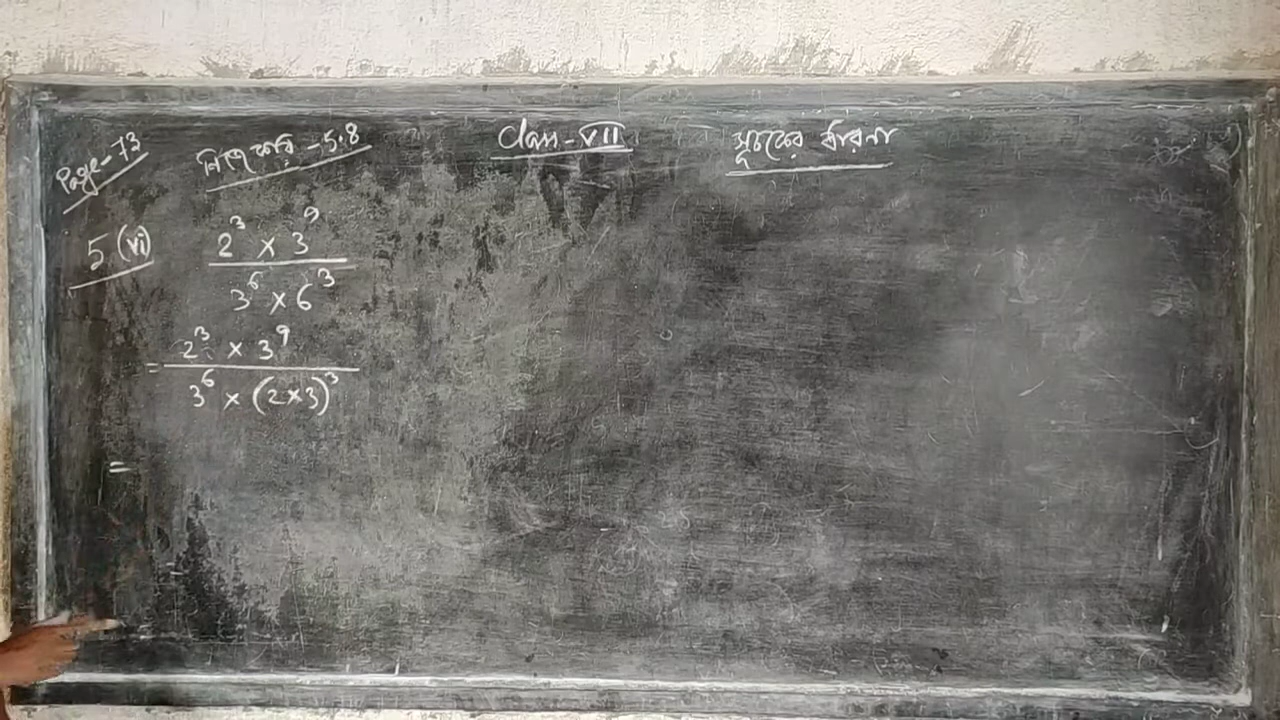 Page-73 নিজে করি-5.8 Class-VII সূচকের ধারনা
5 (vi) 2³ × 3⁹
3⁶ × 6³
= 2³ × 3⁹
3⁶ × (2×3)³
=